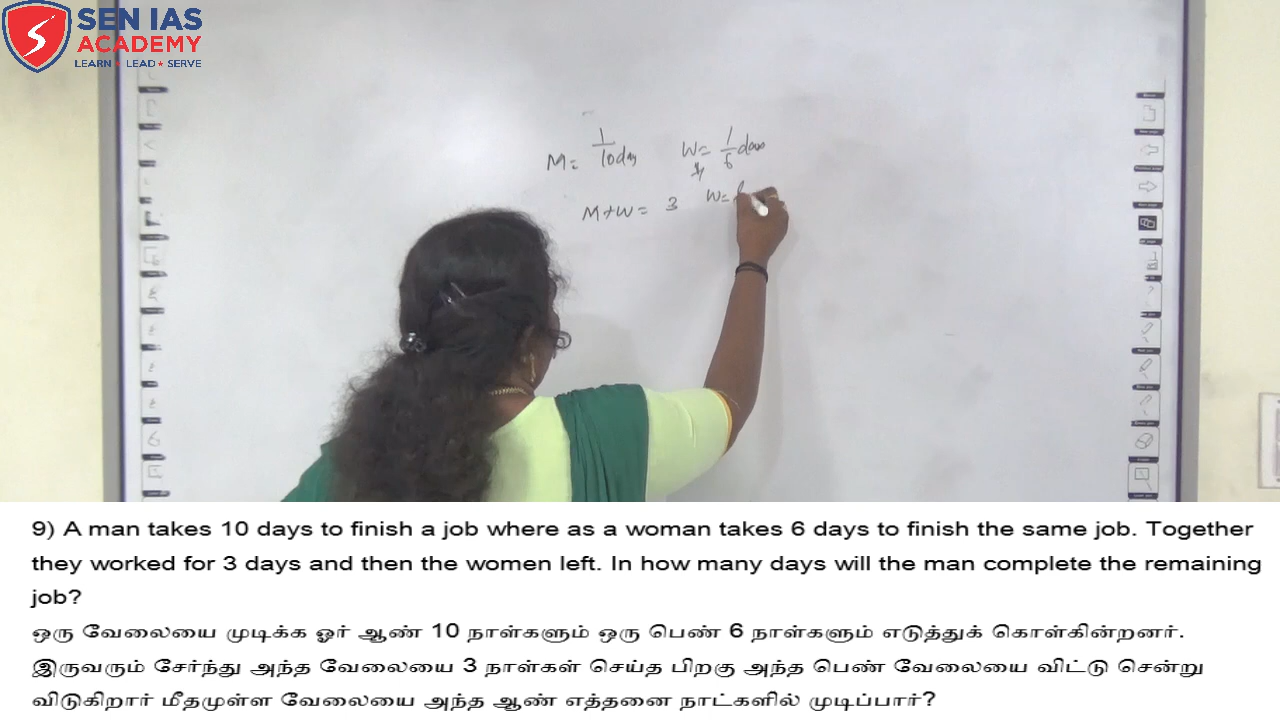 SEN IAS
ACADEMY
LEARN ★ LEAD ★ SERVE
M = 1/10 day W = 1/6 days
M + W = 3 W =
9) A man takes 10 days to finish a job where as a woman takes 6 days to finish the same job. Together
they worked for 3 days and then the women left. In how many days will the man complete the remaining
job?
ஒரு வேலையை முடிக்க ஓர் ஆண் 10 நாள்களும் ஒரு பெண் 6 நாள்களும் எடுத்துக் கொள்கின்றனர்.
இருவரும் சேர்ந்து அந்த வேலையை 3 நாள்கள் செய்த பிறகு அந்த பெண் வேலையை விட்டு சென்று
விடுகிறார் மீதமுள்ள வேலையை அந்த ஆண் எத்தனை நாட்களில் முடிப்பார்?